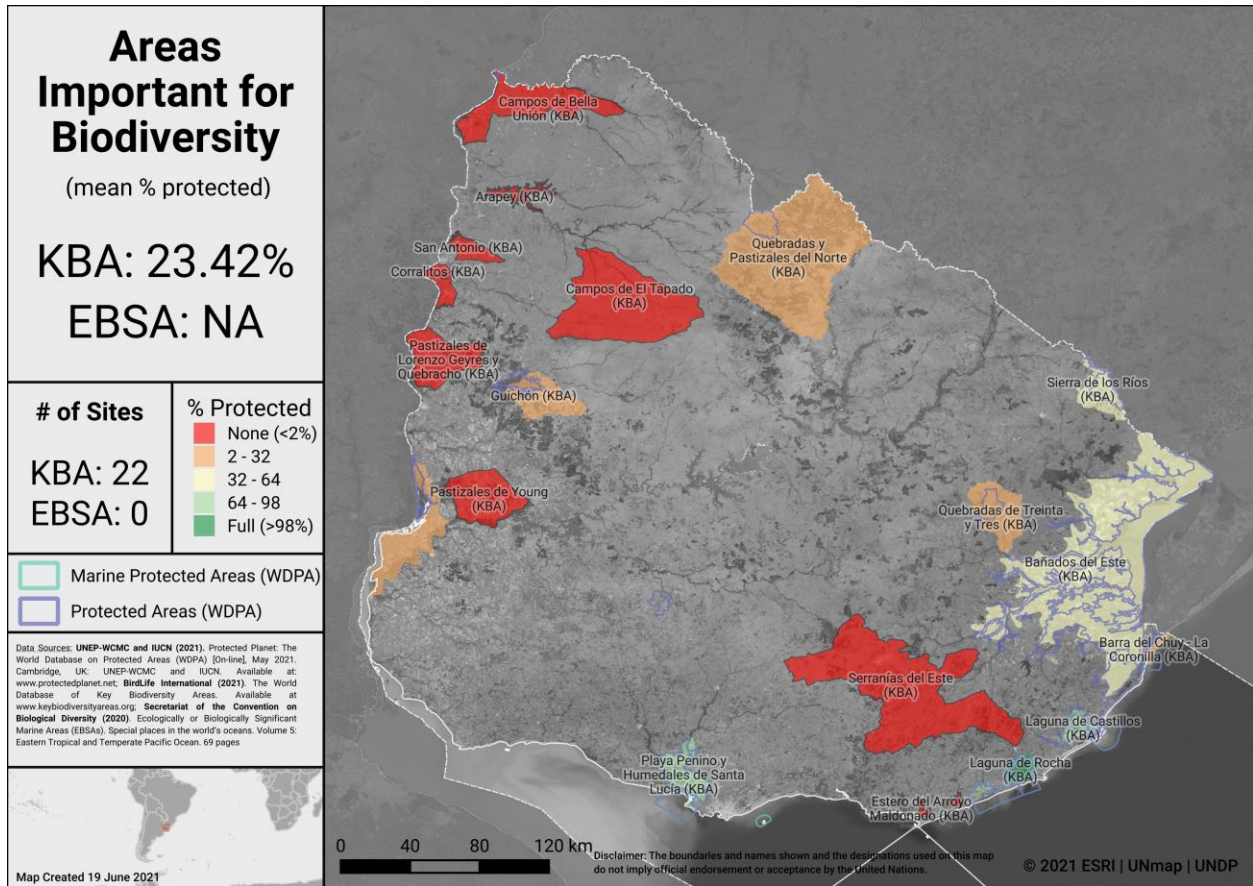 Areas
Important for
Biodiversity
(mean % protected)
KBA: 23.42%
EBSA: NA
# of Sites
KBA: 22
EBSA: 0
% Protected
None (<2%)
2 - 32
32 - 64
64 - 98
Full (>98%)
Marine Protected Areas (WDPA)
Protected Areas (WDPA)
Data Sources: UNEP-WCMC and IUCN (2021). Protected Planet: The
World Database on Protected Areas (WDPA) [On-line], May 2021.
Cambridge, UK: UNEP-WCMC and IUCN. Available at:
www.protectedplanet.net; BirdLife International (2021). The World
Database of Key Biodiversity Areas. Available at
www.keybiodiversityareas.org; Secretariat of the Convention on
Biological Diversity (2020). Ecologically or Biologically Significant
Marine Areas (EBSAs). Special places in the world's oceans. Volume 5:
Eastern Tropical and Temperate Pacific Ocean. 69 pages
Map Created 19 June 2021
Campos de Bella
Unión (KBA)
Arapey (KBA)
San Antonio (KBA)
Corralitos (KBA)
Campos de El Tapado
(KBA)
Quebradas y
Pastizales del Norte
(KBA)
Pastizales de
Lorenzo Geyres y
Quebracho (KBA)
Guichón (KBA)
Sierra de los Ríos
(KBA)
Pastizales de Young
(KBA)
Quebradas de Treinta
y Tres (KBA)
Bañados del Este
(KBA)
Barra del Chuy - La
Coronilla (KBA)
Serranías del Este
(KBA)
Laguna de Castillos
(KBA)
Playa Penino y
Humedales de Santa
Lucía (KBA)
Laguna de Rocha
(KBA)
Estero del Arroyo
Maldonado (KBA)
0 40 80 120 km
Disclaimer: The boundaries and names shown and the designations used on this map
do not imply official endorsement or acceptance by the United Nations.
© 2021 ESRI | UNmap | UNDP